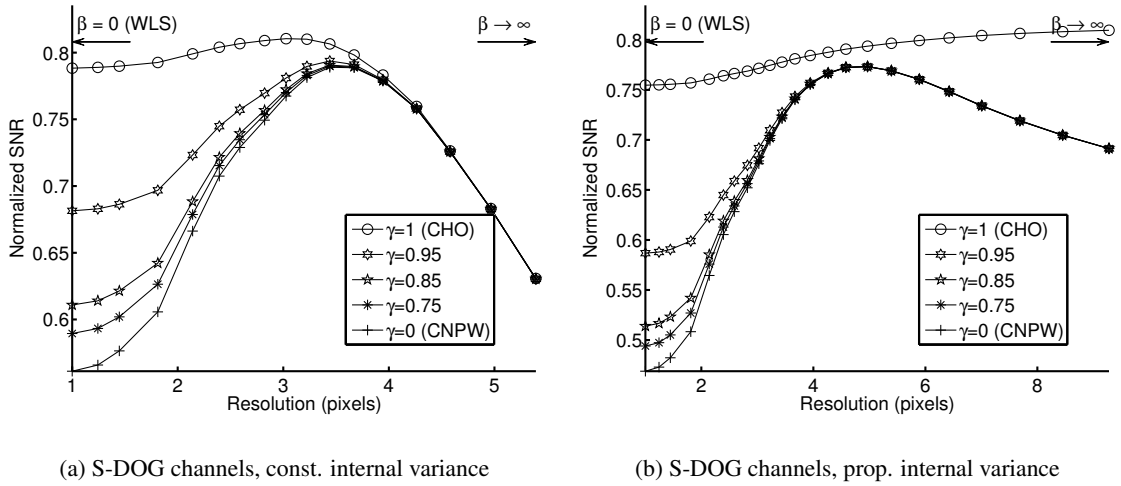 β = 0 (WLS)
β → ∞
0.8
0.75
0.7
0.65
0.6
Normalized SNR
γ=1 (CHO)
γ=0.95
γ=0.85
γ=0.75
γ=0 (CNPW)
1 2 3 4 5
Resolution (pixels)
(a) S-DOG channels, const. internal variance
β = 0 (WLS)
β → ∞
0.8
0.75
0.7
0.65
0.6
0.55
0.5
Normalized SNR
γ=1 (CHO)
γ=0.95
γ=0.85
γ=0.75
γ=0 (CNPW)
2 4 6 8
Resolution (pixels)
(b) S-DOG channels, prop. internal variance